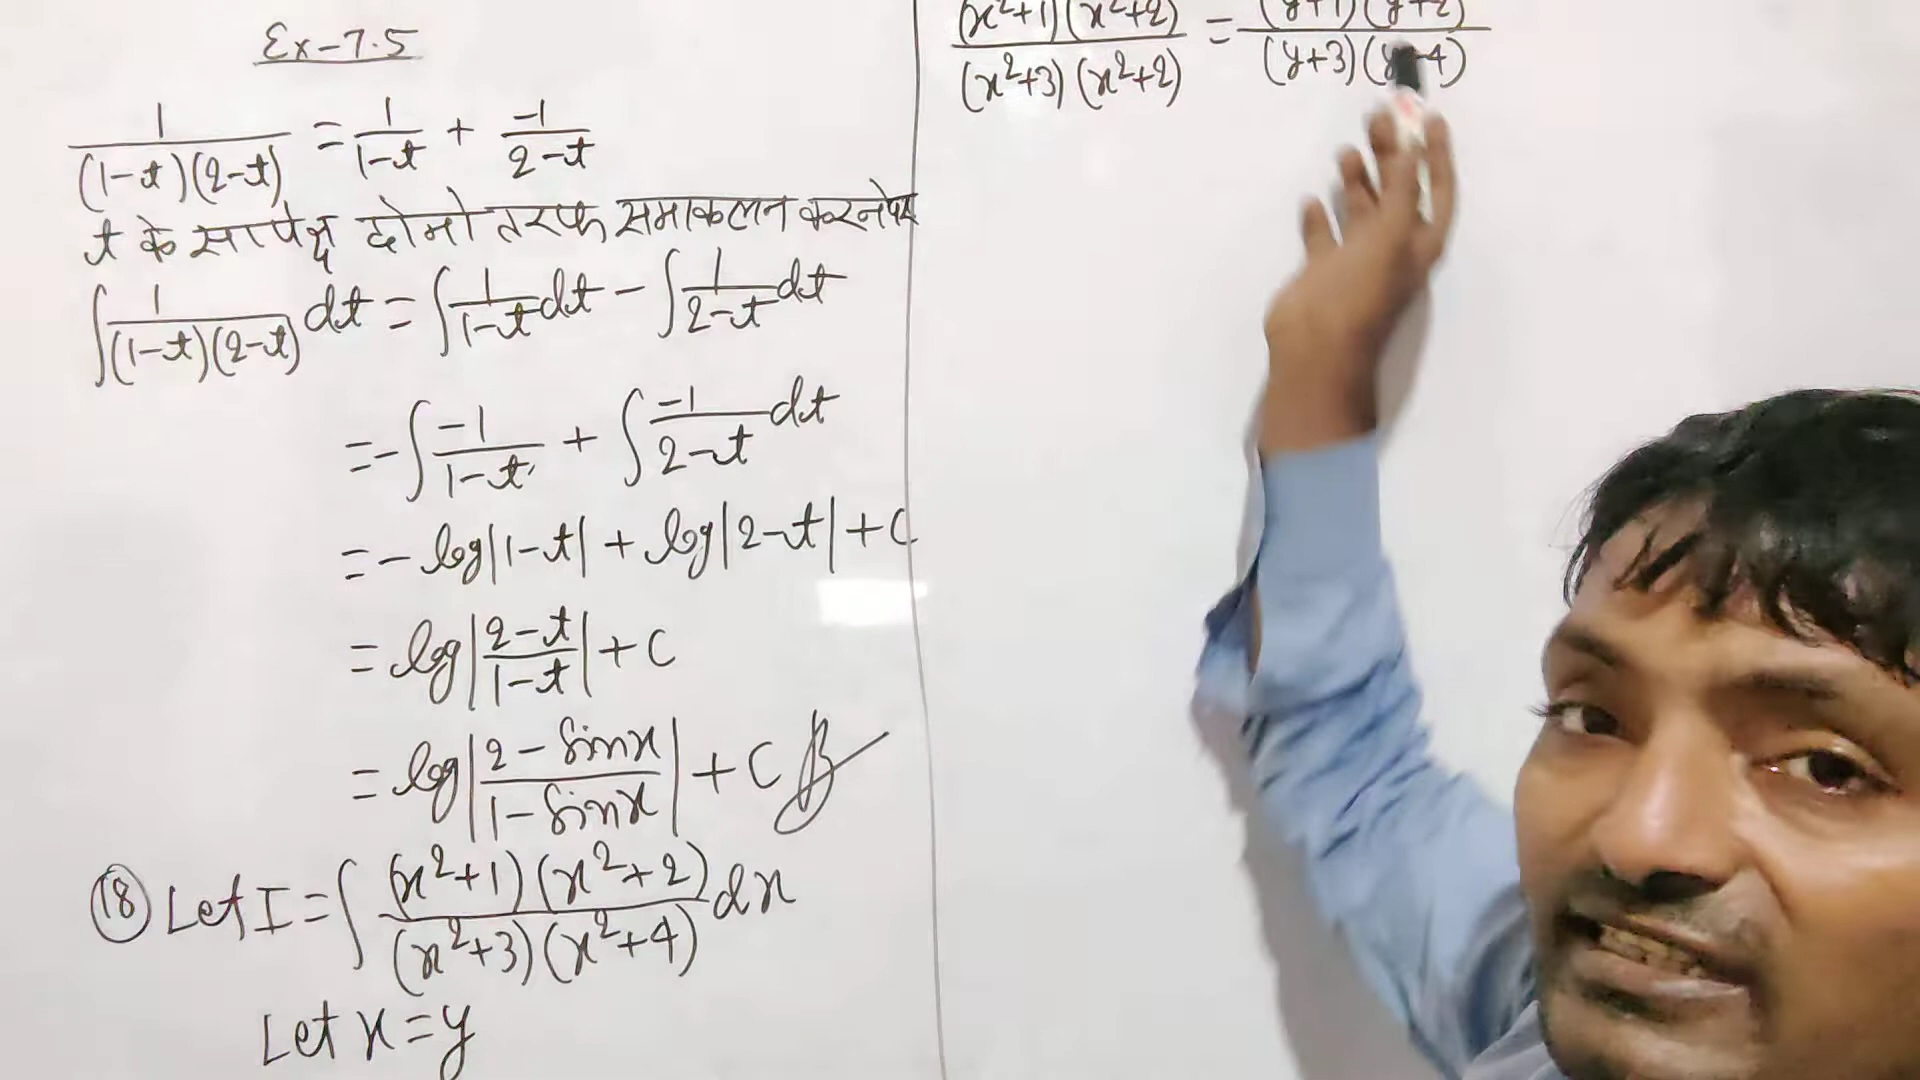 Ex-7.5
1/((1-t)(2-t)) = 1/(1-t) + -1/(2-t)
t के सापेक्ष दोनो तरफ समाकलन करने पर
∫ 1/((1-t)(2-t)) dt = ∫ 1/(1-t) dt - ∫ 1/(2-t) dt
= - ∫ -1/(1-t) + ∫ -1/(2-t) dt
= - log|1-t| + log|2-t| + C
= log|(2-t)/(1-t)| + C
= log|(2-sinx)/(1-sinx)| + C
(18) Let I = ∫ ((x²+1)(x²+2))/((x²+3)(x²+4)) dx
Let x = y
((x²+1)(x²+2))/((x²+3)(x²+2)) = ((y+1)(y+2))/((y+3)(y+4))